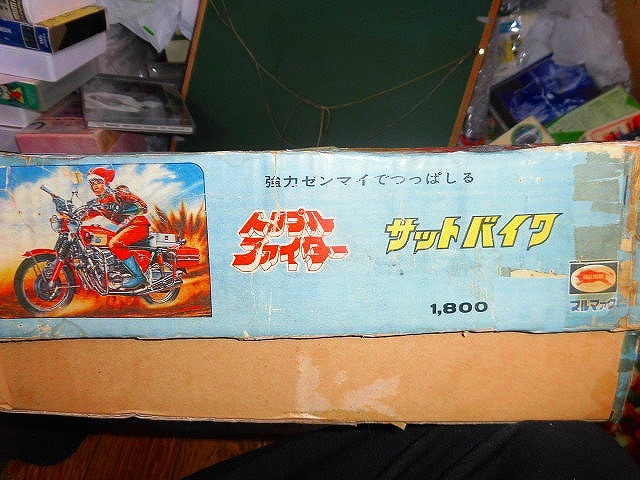 強力ゼンマイでつっぱしる
トリプル
ファイター
サットバイク
1,800
ブルマァク